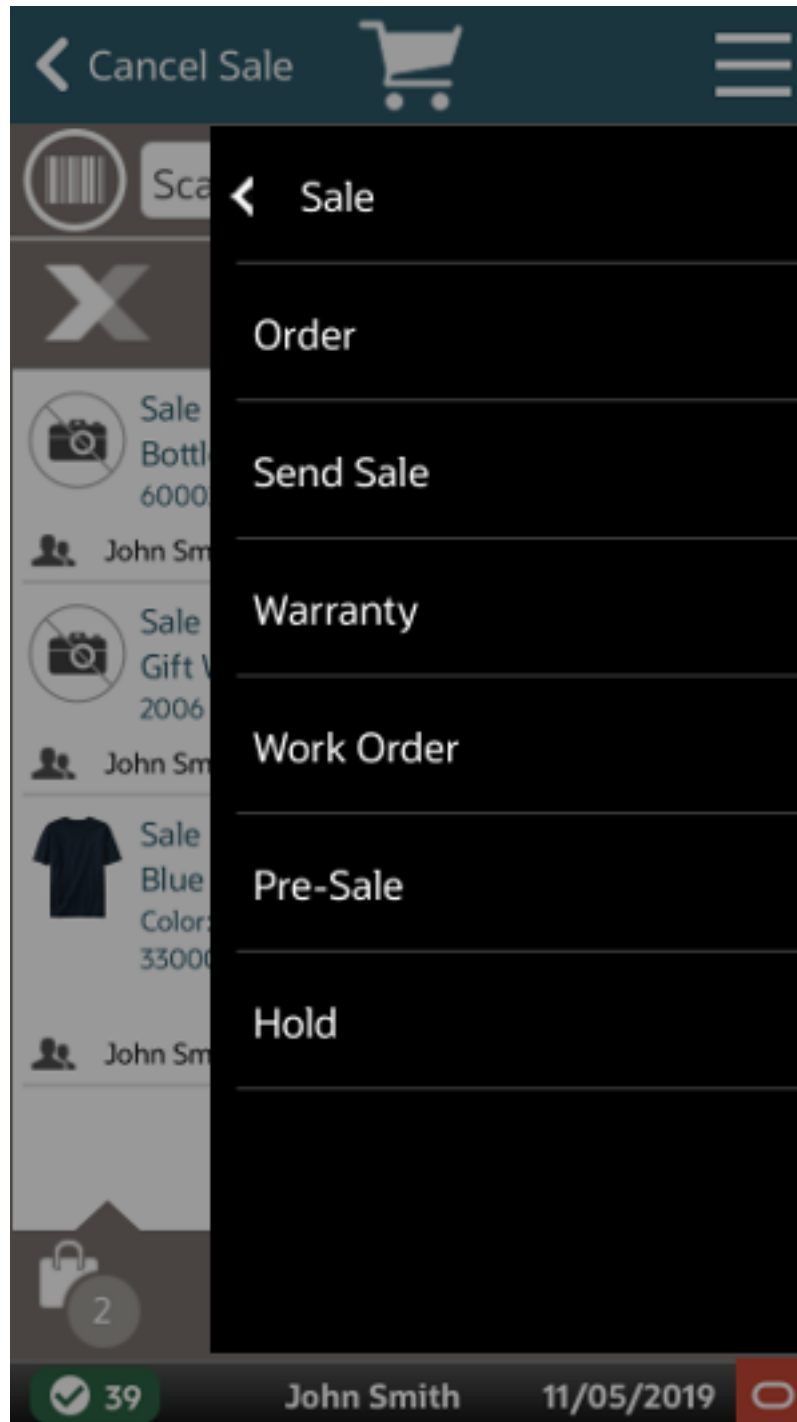 Cancel Sale
Sca
Sale
Order
Send Sale
Warranty
Work Order
Pre-Sale
Hold
Sale
Bottl
6000
John Sm
Sale
Gift
2006
John Sm
Sale
Blue
Color:
33000
John Sm
2
39
John Smith
11/05/2019